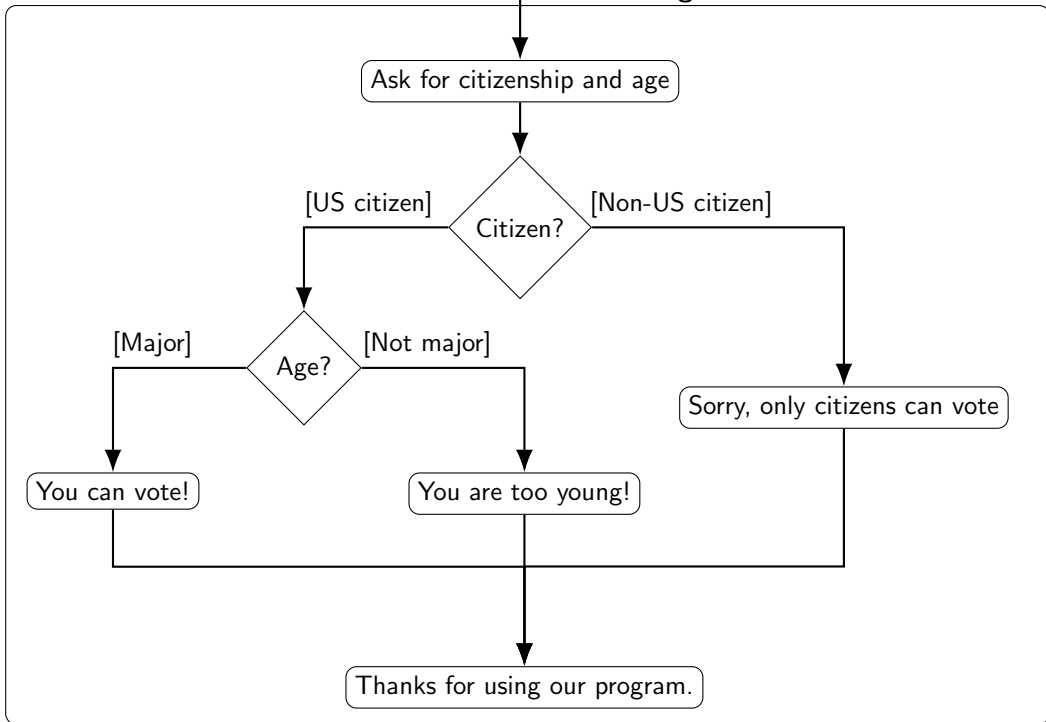 Ask for citizenship and age
[US citizen]
Citizen?
[Non-US citizen]
[Major]
Age?
[Not major]
Sorry, only citizens can vote
You can vote!
You are too young!
Thanks for using our program.